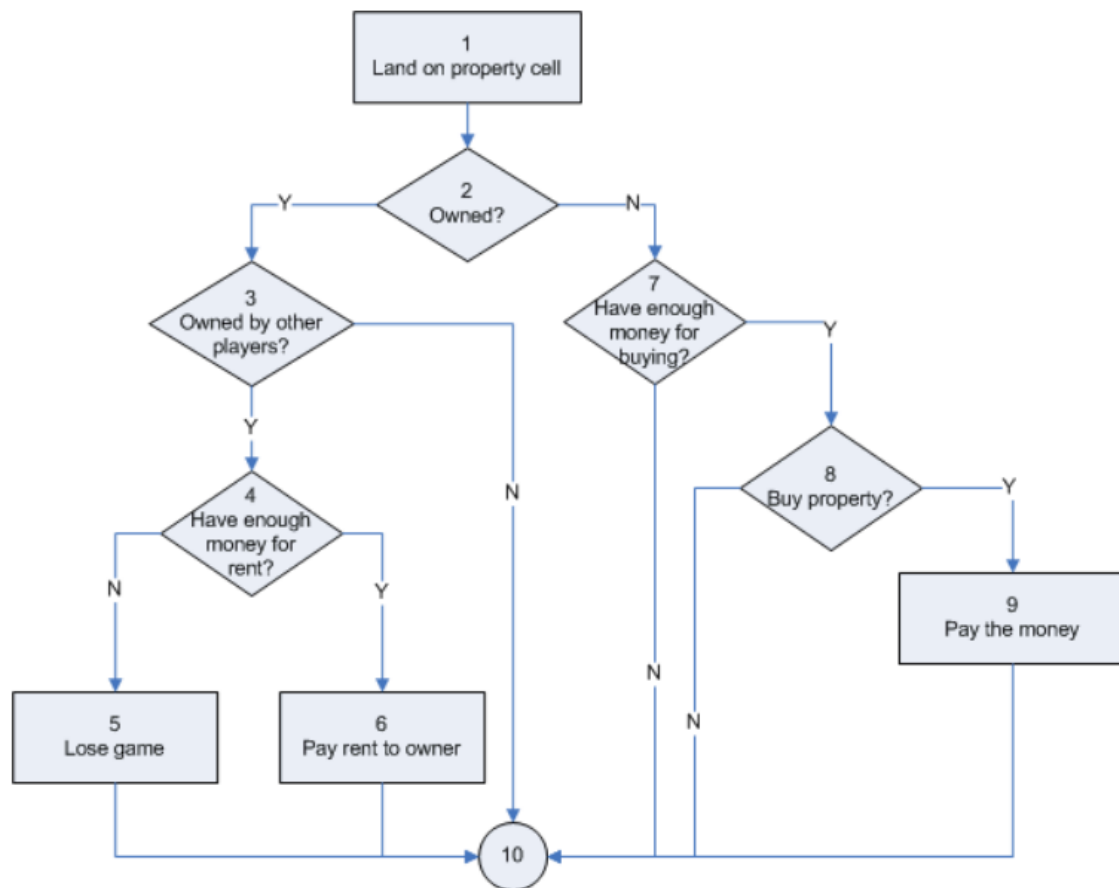 1
Land on property cell
2
Owned?
Y
N
3
Owned by other
players?
7
Have enough
money for
buying?
Y
Y
N
4
Have enough
money for
rent?
8
Buy property?
Y
N
Y
9
Pay the money
N
N
5
Lose game
6
Pay rent to owner
10